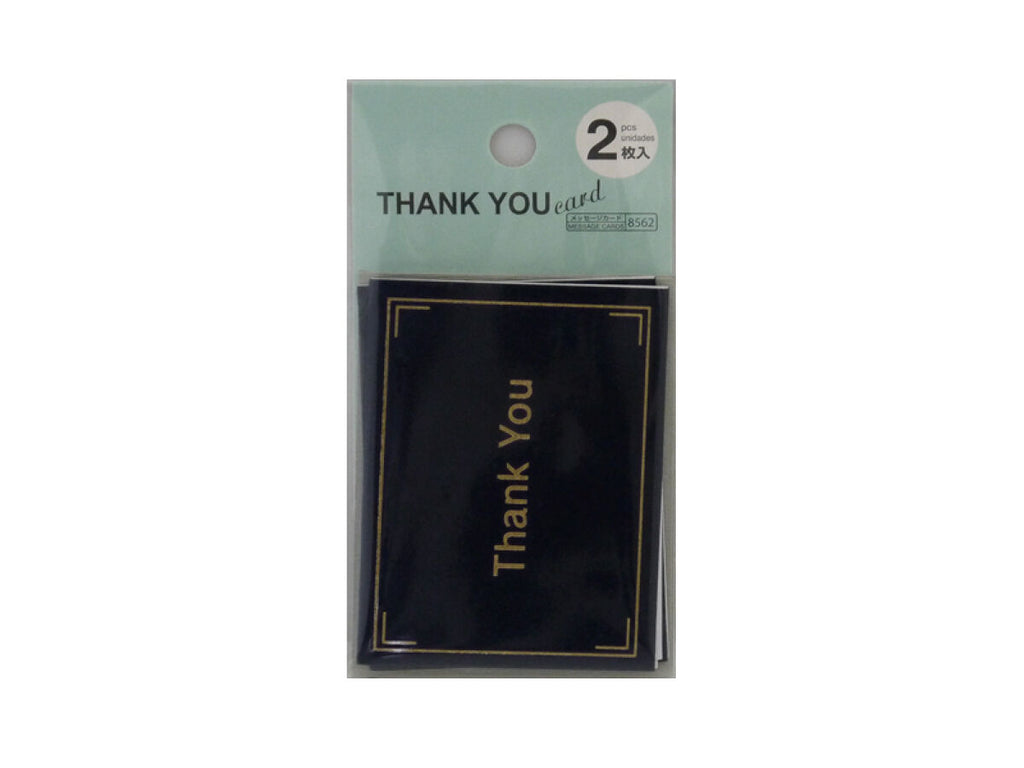 2 pcs
unidades
枚入
THANK YOU card
メッセージカード
MESSAGE CARDS 8562
Thank You